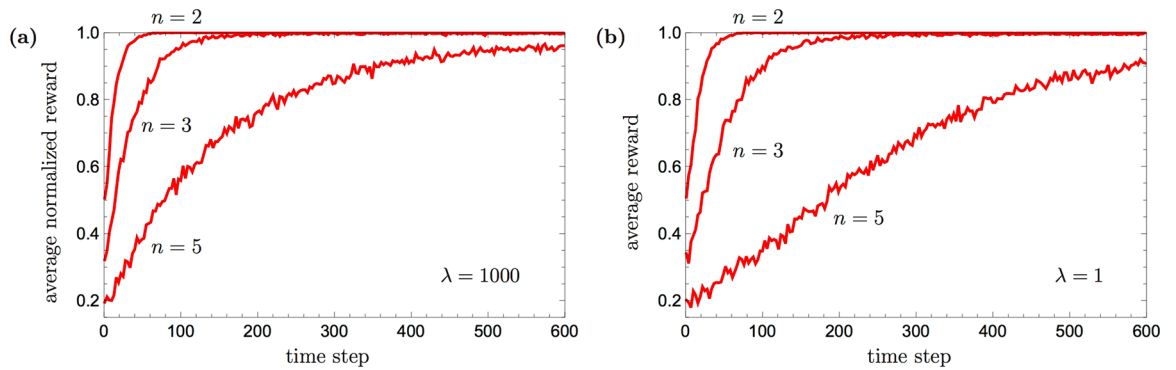 (a)
n = 2
1.0
0.8
0.6
0.4
0.2
average normalized reward
n = 3
n = 5
λ = 1000
0 100 200 300 400 500 600
time step
(b)
n = 2
1.0
0.8
0.6
0.4
0.2
average reward
n = 3
n = 5
λ = 1
0 100 200 300 400 500 600
time step